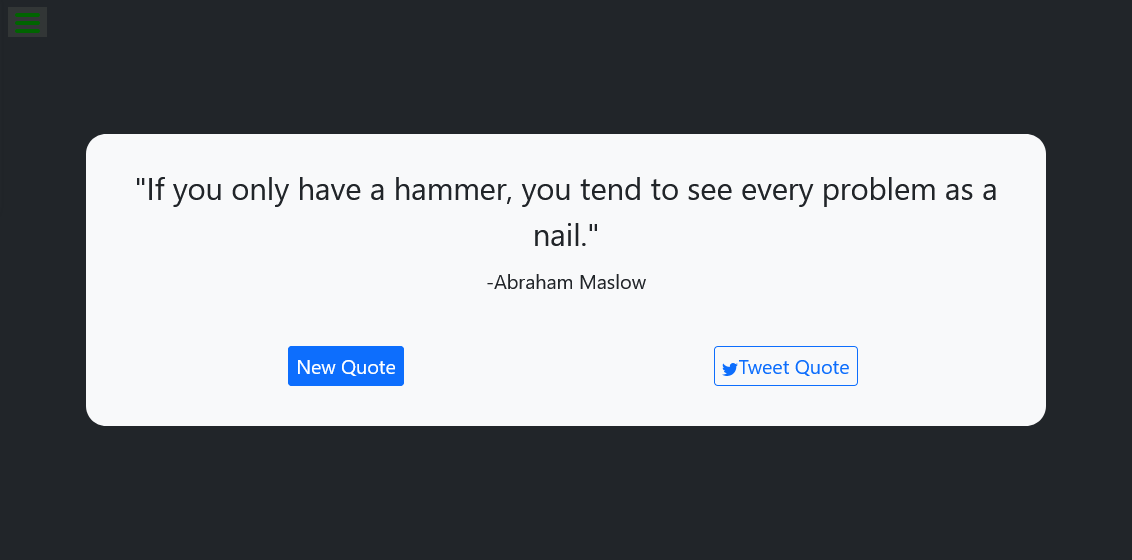 "If you only have a hammer, you tend to see every problem as a
nail."
-Abraham Maslow
New Quote
Tweet Quote